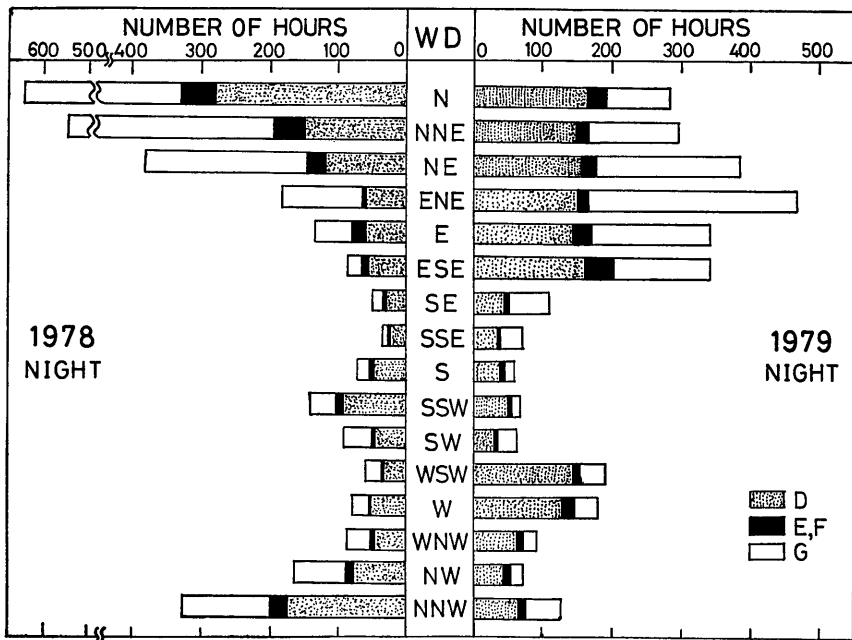 NUMBER OF HOURS WD NUMBER OF HOURS
600 500 400 300 200 100 0 0 100 200 300 400 500
N
NNE
NE
ENE
E
ESE
SE
SSE
1978 1979
NIGHT NIGHT
S
SSW
SW
WSW
W
D
E,F
WNW
G
NW
NNW